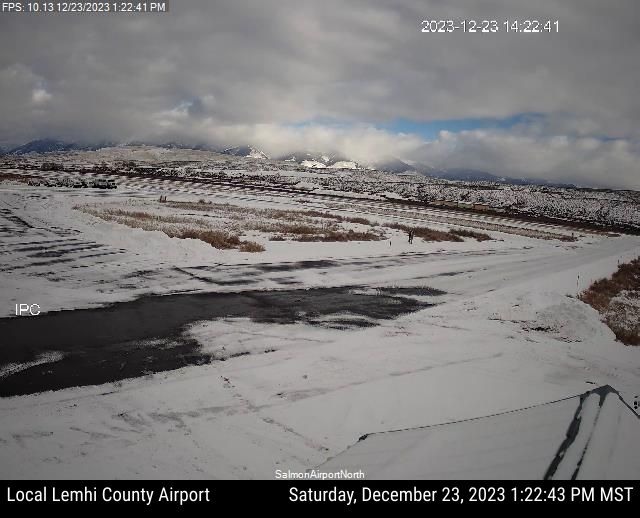 FPS: 10.13 12/23/2023 1:22:41 PM
2023-12-23 14:22:41
IPC
SalmonAirportNorth
Local Lemhi County Airport Saturday, December 23, 2023 1:22:43 PM MST